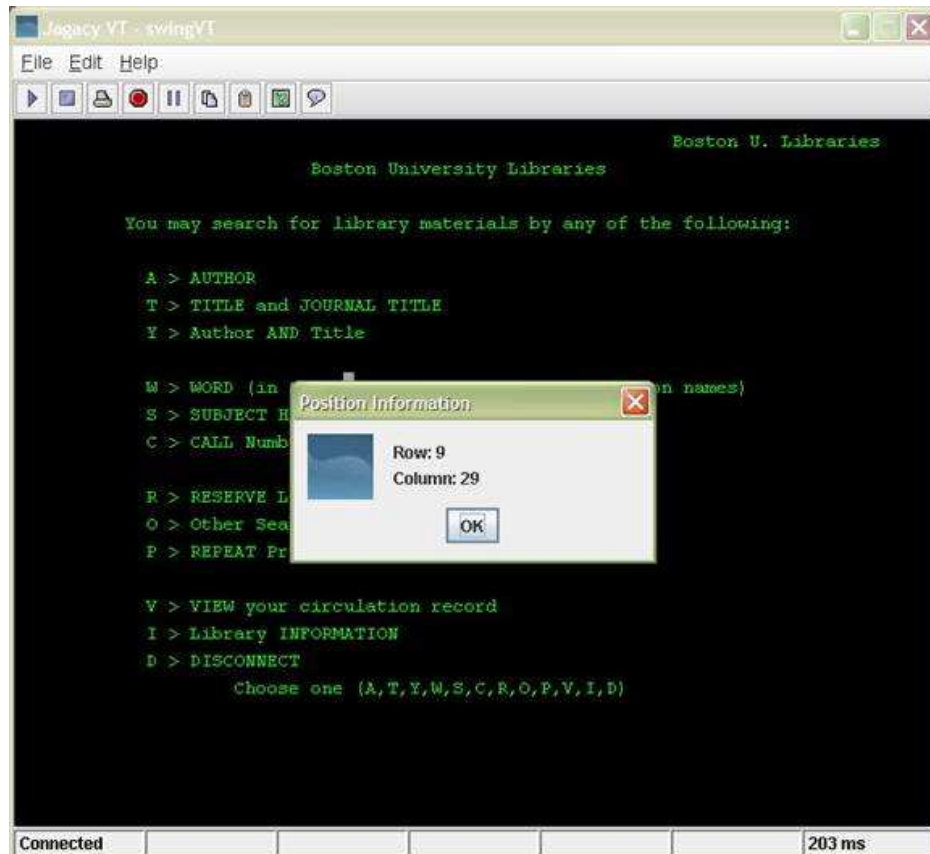 Jagacy VT - swingVT
File Edit Help
Boston U. Libraries
Boston University Libraries
You may search for library materials by any of the following:
A > AUTHOR
T > TITLE and JOURNAL TITLE
Y > Author AND Title
W > WORD (in
on names)
S > SUBJECT H
C > CALL Numb
R > RESERVE L
O > Other Sea
P > REPEAT Pr
Position Information
Row: 9
Column: 29
OK
V > VIEW your circulation record
I > Library INFORMATION
D > DISCONNECT
Choose one (A,T,Y,W,S,C,R,O,P,V,I,D)
Connected
203 ms